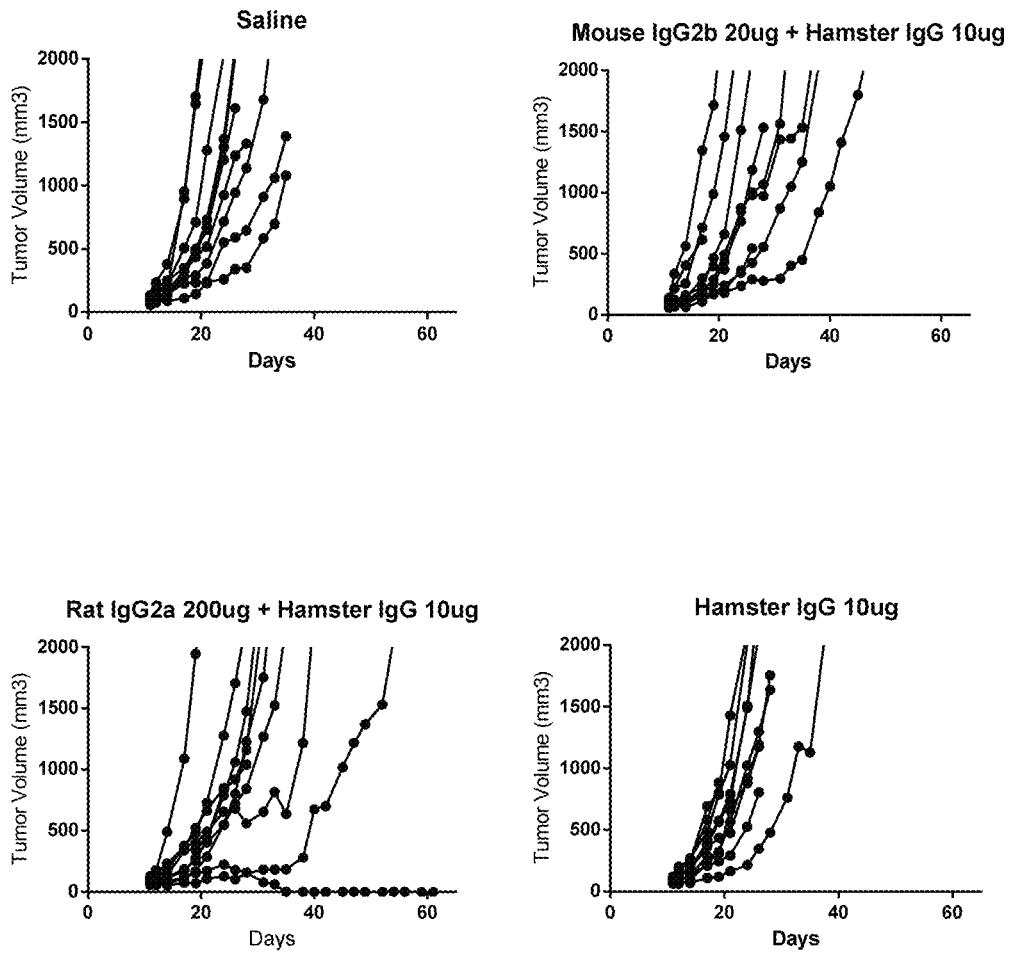 Saline
Tumor Volume (mm3)
2000
1500
1000
500
0
0 20 40 60
Days
Mouse IgG2b 20ug + Hamster IgG 10ug
Tumor Volume (mm3)
2000
1500
1000
500
0
0 20 40 60
Days
Rat IgG2a 200ug + Hamster IgG 10ug
Tumor Volume (mm3)
2000
1500
1000
500
0
0 20 40 60
Days
Hamster IgG 10ug
Tumor Volume (mm3)
2000
1500
1000
500
0
0 20 40 60
Days